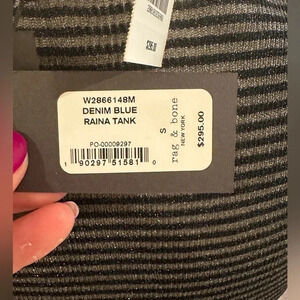 W2866148M
DENIM BLUE
RAINA TANK
PO-00009297
1 90297 51581 0
S
rag & bone
NEW YORK
$295.00